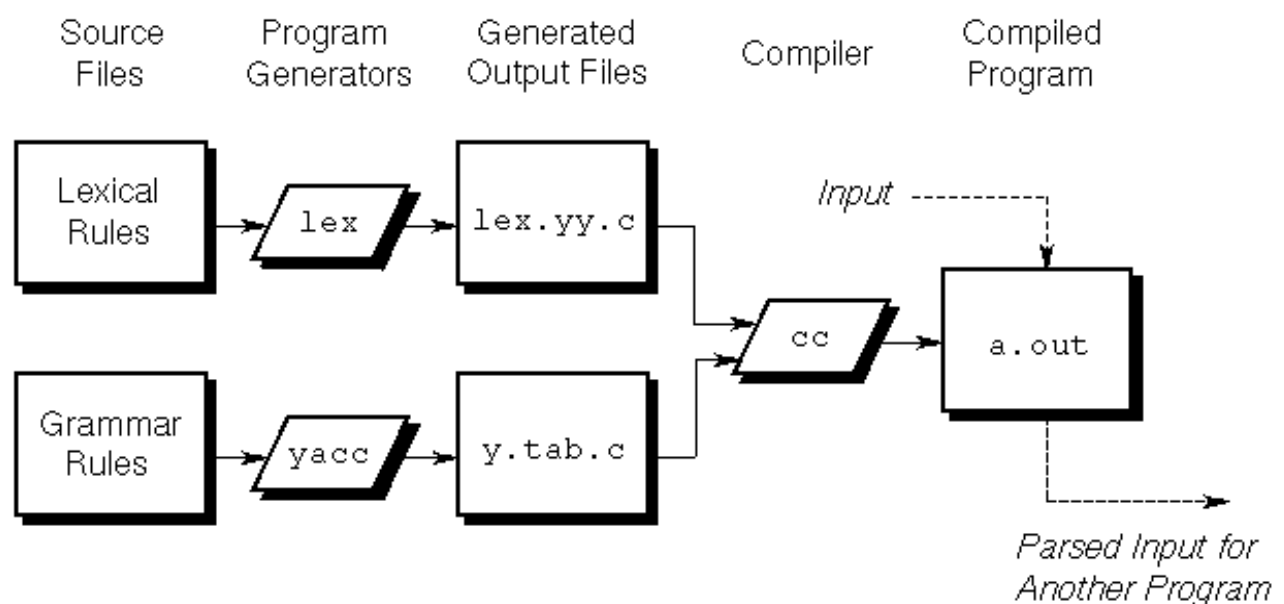 Source
Files
Program
Generators
Generated
Output Files
Compiler
Compiled
Program
Lexical
Rules
lex
lex.yy.c
Input
cc
a.out
Grammar
Rules
yacc
y.tab.c
Parsed Input for
Another Program